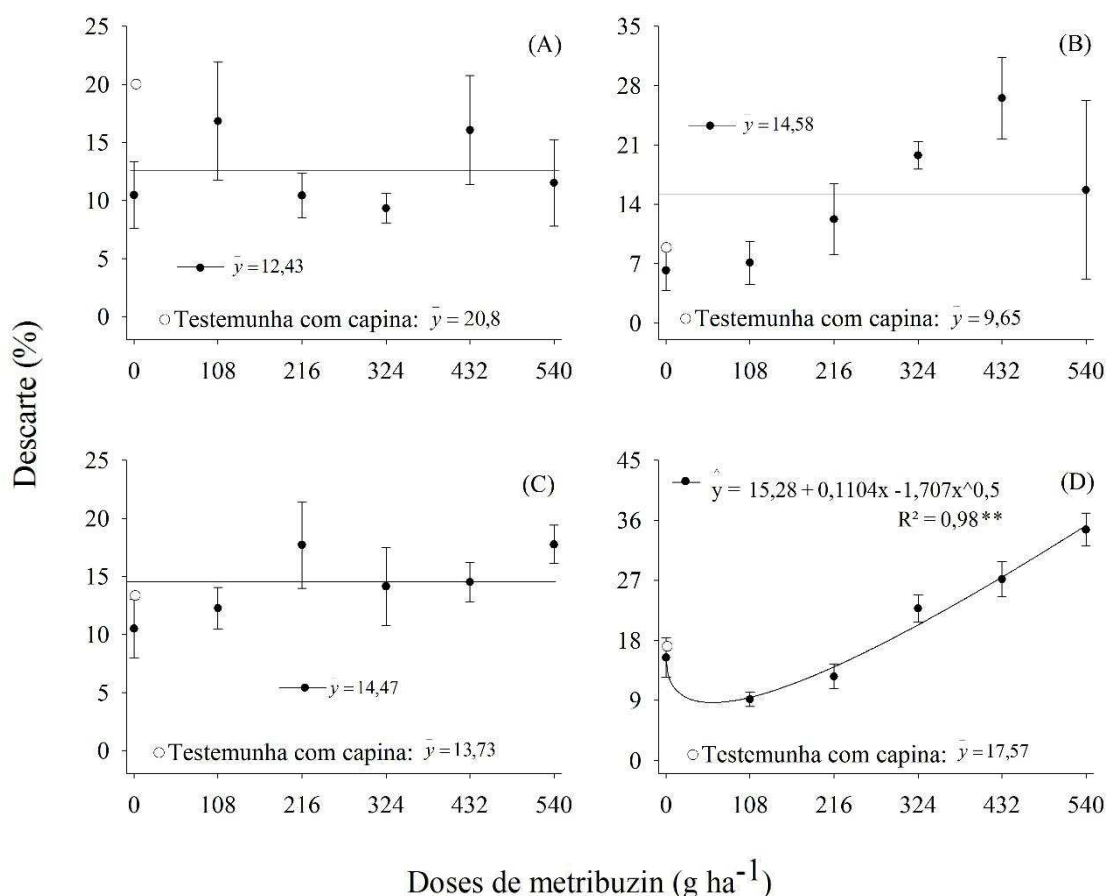 Descarte (%)
25
20
15
10
5
0
(A)
ȳ = 12,43
Testemunha com capina: ȳ = 20,8
0 108 216 324 432 540
35
28
21
14
7
0
(B)
ȳ = 14,58
Testemunha com capina: ȳ = 9,65
0 108 216 324 432 540
25
20
15
10
5
0
(C)
ȳ = 14,47
Testemunha com capina: ȳ = 13,73
0 108 216 324 432 540
45
36
27
18
9
0
(D)
ŷ = 15,28 + 0,1104x -1,707x^0,5
R² = 0,98**
Testemunha com capina: ȳ = 17,57
0 108 216 324 432 540
Doses de metribuzin (g ha⁻¹)